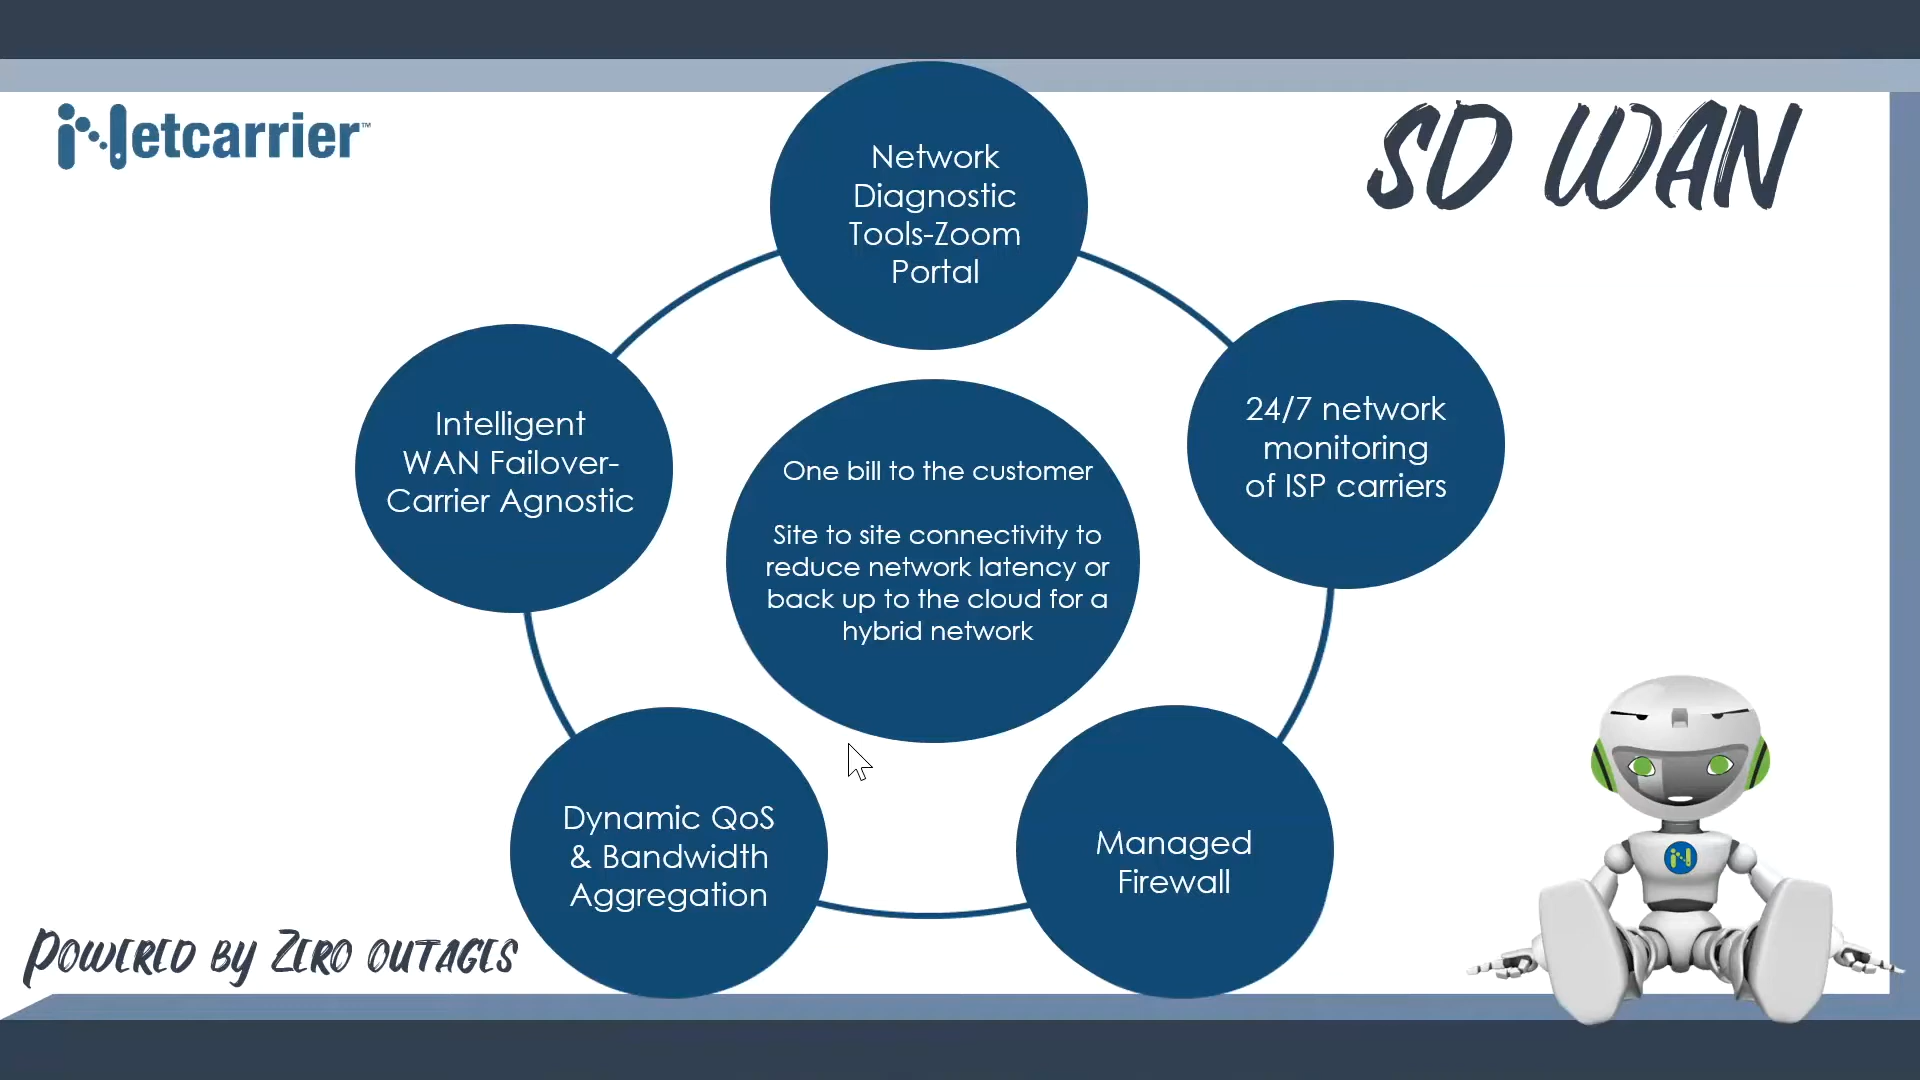 iNetcarrier™
SD WAN
Network
Diagnostic
Tools-Zoom
Portal
Intelligent
WAN Failover-
Carrier Agnostic
24/7 network
monitoring
of ISP carriers
One bill to the customer
Site to site connectivity to
reduce network latency or
back up to the cloud for a
hybrid network
Dynamic QoS
& Bandwidth
Aggregation
Managed
Firewall
Powered by Zero outages
iN